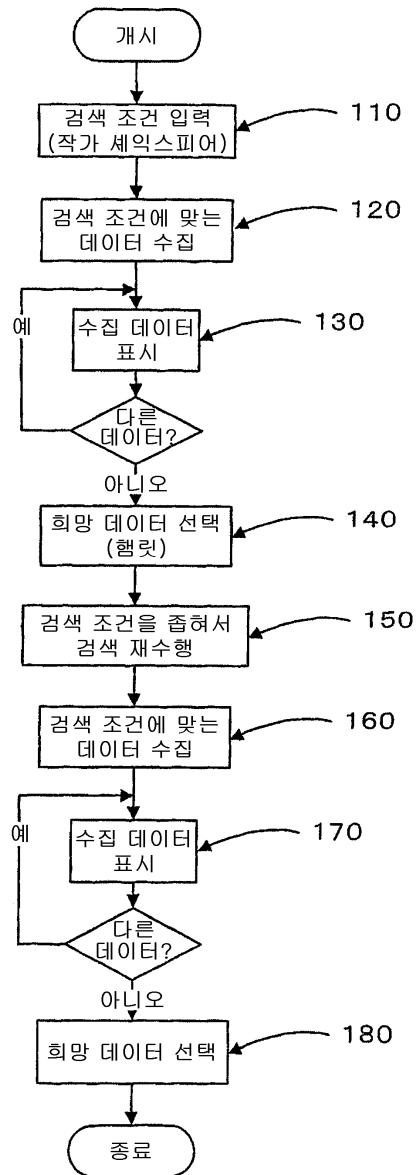 개시
검색 조건 입력
(작가 셰익스피어)
110
검색 조건에 맞는
데이터 수집
120
예
수집 데이터
표시
130
다른
데이터?
아니오
희망 데이터 선택
(햄릿)
140
검색 조건을 좁혀서
검색 재수행
150
검색 조건에 맞는
데이터 수집
160
예
수집 데이터
표시
170
다른
데이터?
아니오
희망 데이터 선택
180
종료